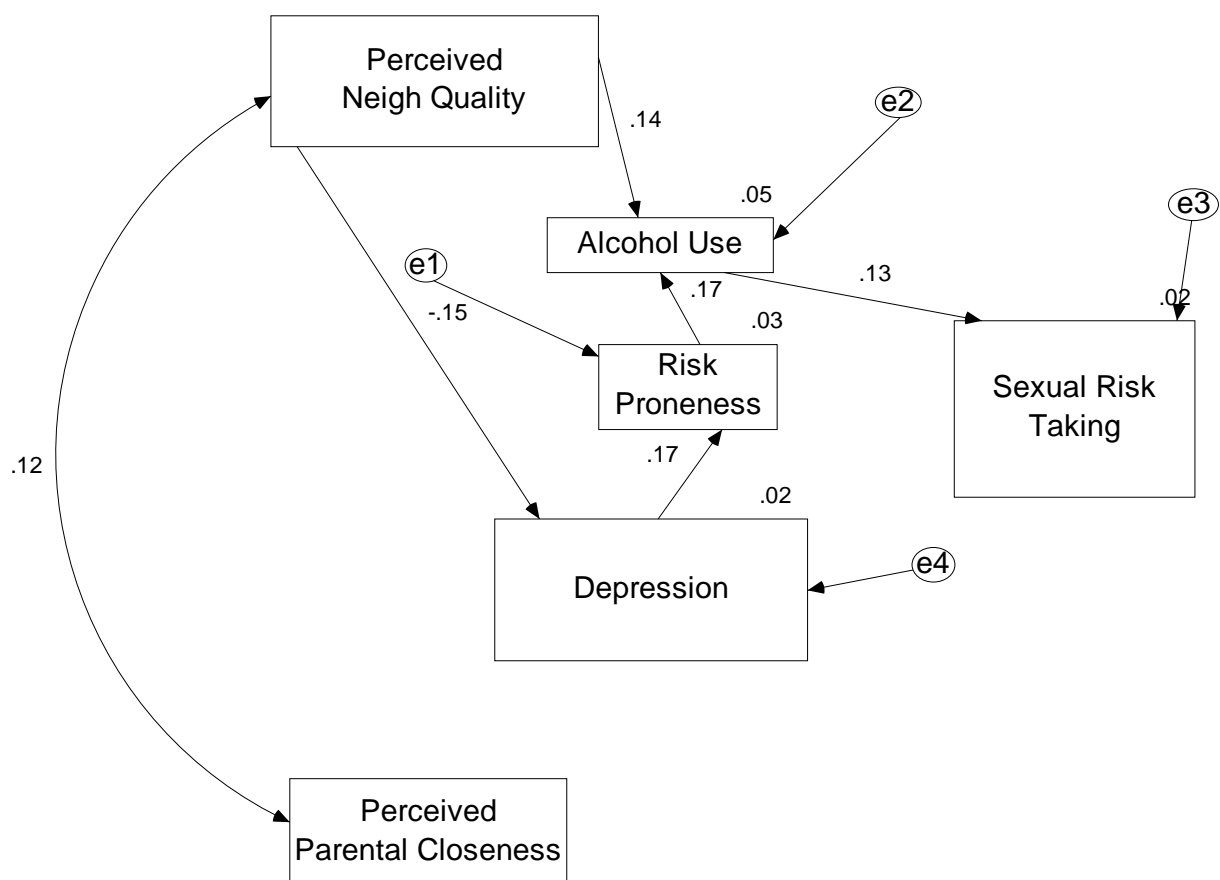 Perceived
Neigh Quality
e2
.14
.05
e3
Alcohol Use
e1
.13
.17
.02
-.15
.03
Risk
Proneness
Sexual Risk
Taking
.17
.12
.02
e4
Depression
Perceived
Parental Closeness